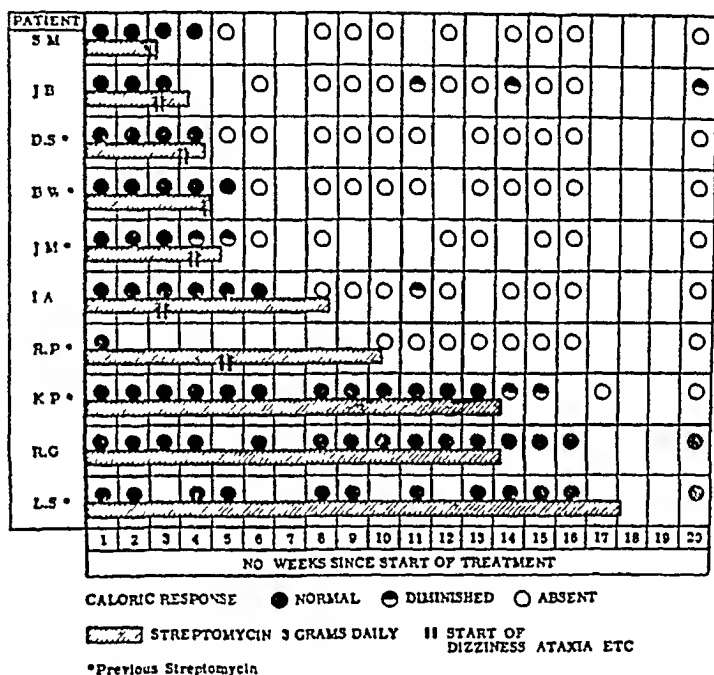 PATIENT
S M
J B
D.S *
B W. *
J M *
I A
R.P *
K P *
R.G
L.S *
1 2 3 4 5 6 7 8 9 10 11 12 13 14 15 16 17 18 19 20
NO WEEKS SINCE START OF TREATMENT
CALORIC RESPONSE NORMAL DIMINISHED ABSENT
STREPTOMYCIN 3 GRAMS DAILY START OF
DIZZINESS ATAXIA ETC
*Previous Streptomycin